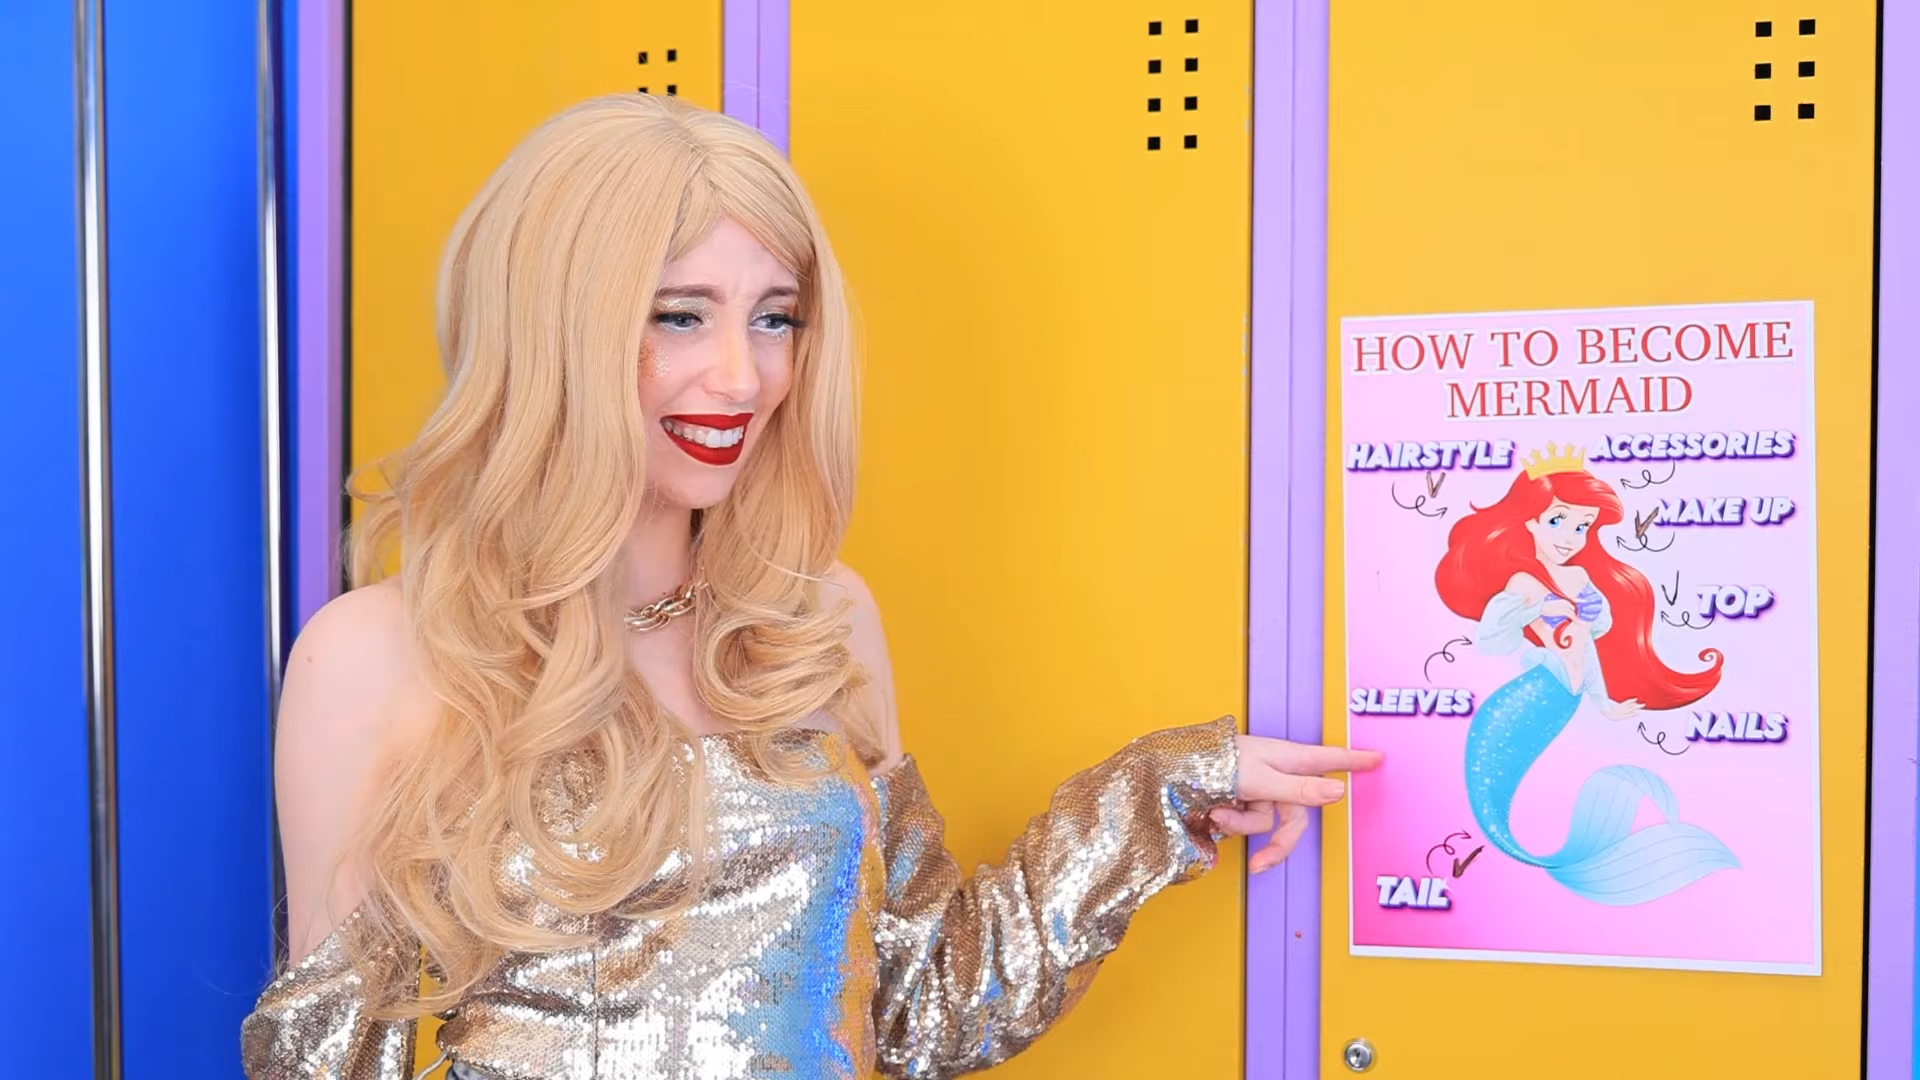 HOW TO BECOME
MERMAID
HAIRSTYLE
ACCESSORIES
MAKE UP
TOP
SLEEVES
NAILS
TAIL